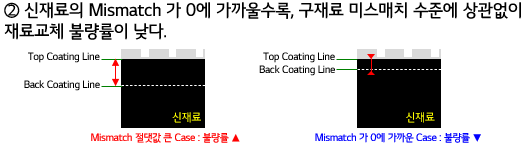 ② 신재료의 Mismatch 가 0에 가까울수록, 구재료 미스매치 수준에 상관없이
재료교체 불량률이 낮다.
Top Coating Line
Back Coating Line
신재료
Mismatch 절댓값 큰 Case : 불량률 ▲
Top Coating Line
Back Coating Line
신재료
Mismatch 가 0에 가까운 Case : 불량률 ▼